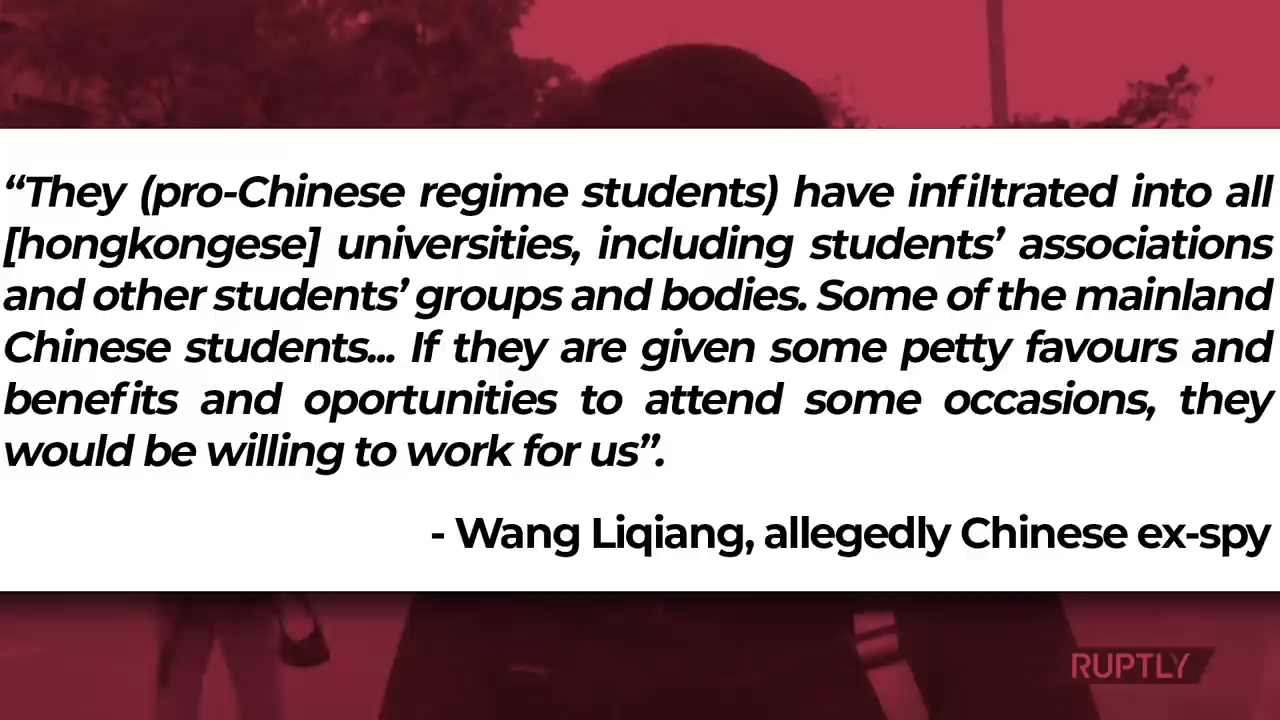 “They (pro-Chinese regime students) have infiltrated into all
[hongkongese] universities, including students’ associations
and other students’ groups and bodies. Some of the mainland
Chinese students... If they are given some petty favours and
benefits and oportunities to attend some occasions, they
would be willing to work for us”.
- Wang Liqiang, allegedly Chinese ex-spy
RUPTLY